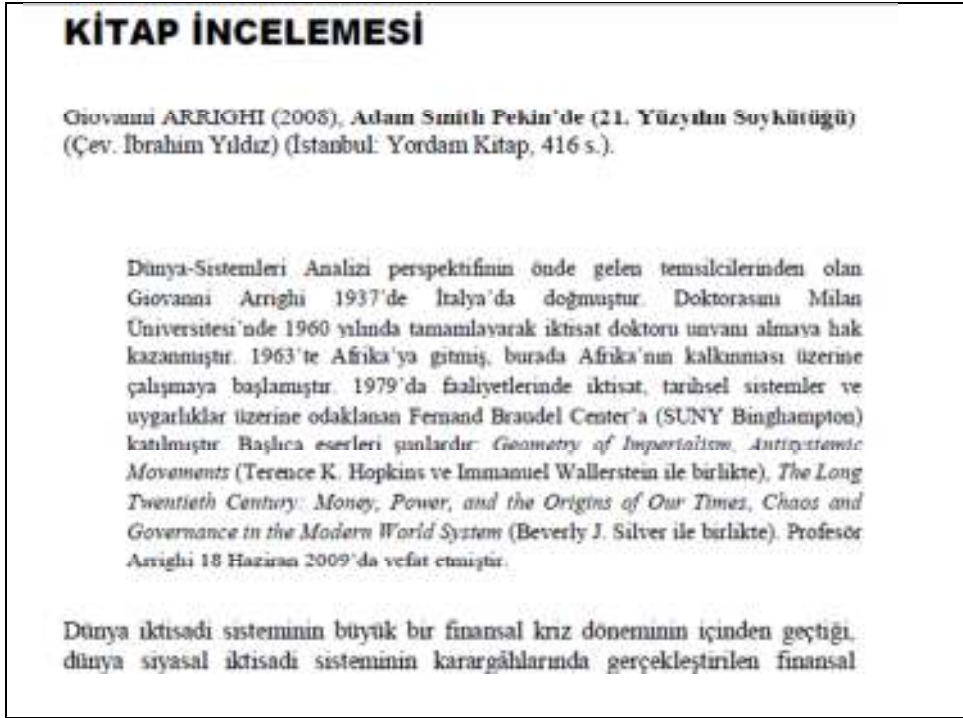 KİTAP İNCELEMESİ
Giovanni ARRIGHI (2008), Adam Smith Pekin'de (21. Yüzyılın Soykütüğü)
(Çev. İbrahim Yıldız) (İstanbul: Yordam Kitap, 416 s.).
Dünya-Sistemleri Analizi perspektifinin önde gelen temsilcilerinden olan
Giovanni Arrighi 1937'de İtalya'da doğmuştur. Doktorasını Milan
Üniversitesi'nde 1960 yılında tamamlayarak iktisat doktoru unvanı almaya hak
kazanmıştır. 1963'te Afrika'ya gitmiş, burada Afrika'nın kalkınması üzerine
çalışmaya başlamıştır. 1979'da faaliyetlerinde iktisat, tarihsel sistemler ve
uygarlıklar üzerine odaklanan Fernand Braudel Center'a (SUNY Binghampton)
katılmıştır. Başlıca eserleri şunlardır: Geometry of Imperialism, Antisystemic
Movements (Terence K. Hopkins ve Immanuel Wallerstein ile birlikte), The Long
Twentieth Century: Money, Power, and the Origins of Our Times, Chaos and
Governance in the Modern World System (Beverly J. Silver ile birlikte). Profesör
Arrighi 18 Haziran 2009'da vefat etmiştir.
Dünya iktisadi sisteminin büyük bir finansal kriz döneminin içinden geçtiği,
dünya siyasal iktisadi sisteminin karargâhlarında gerçekleştirilen finansal